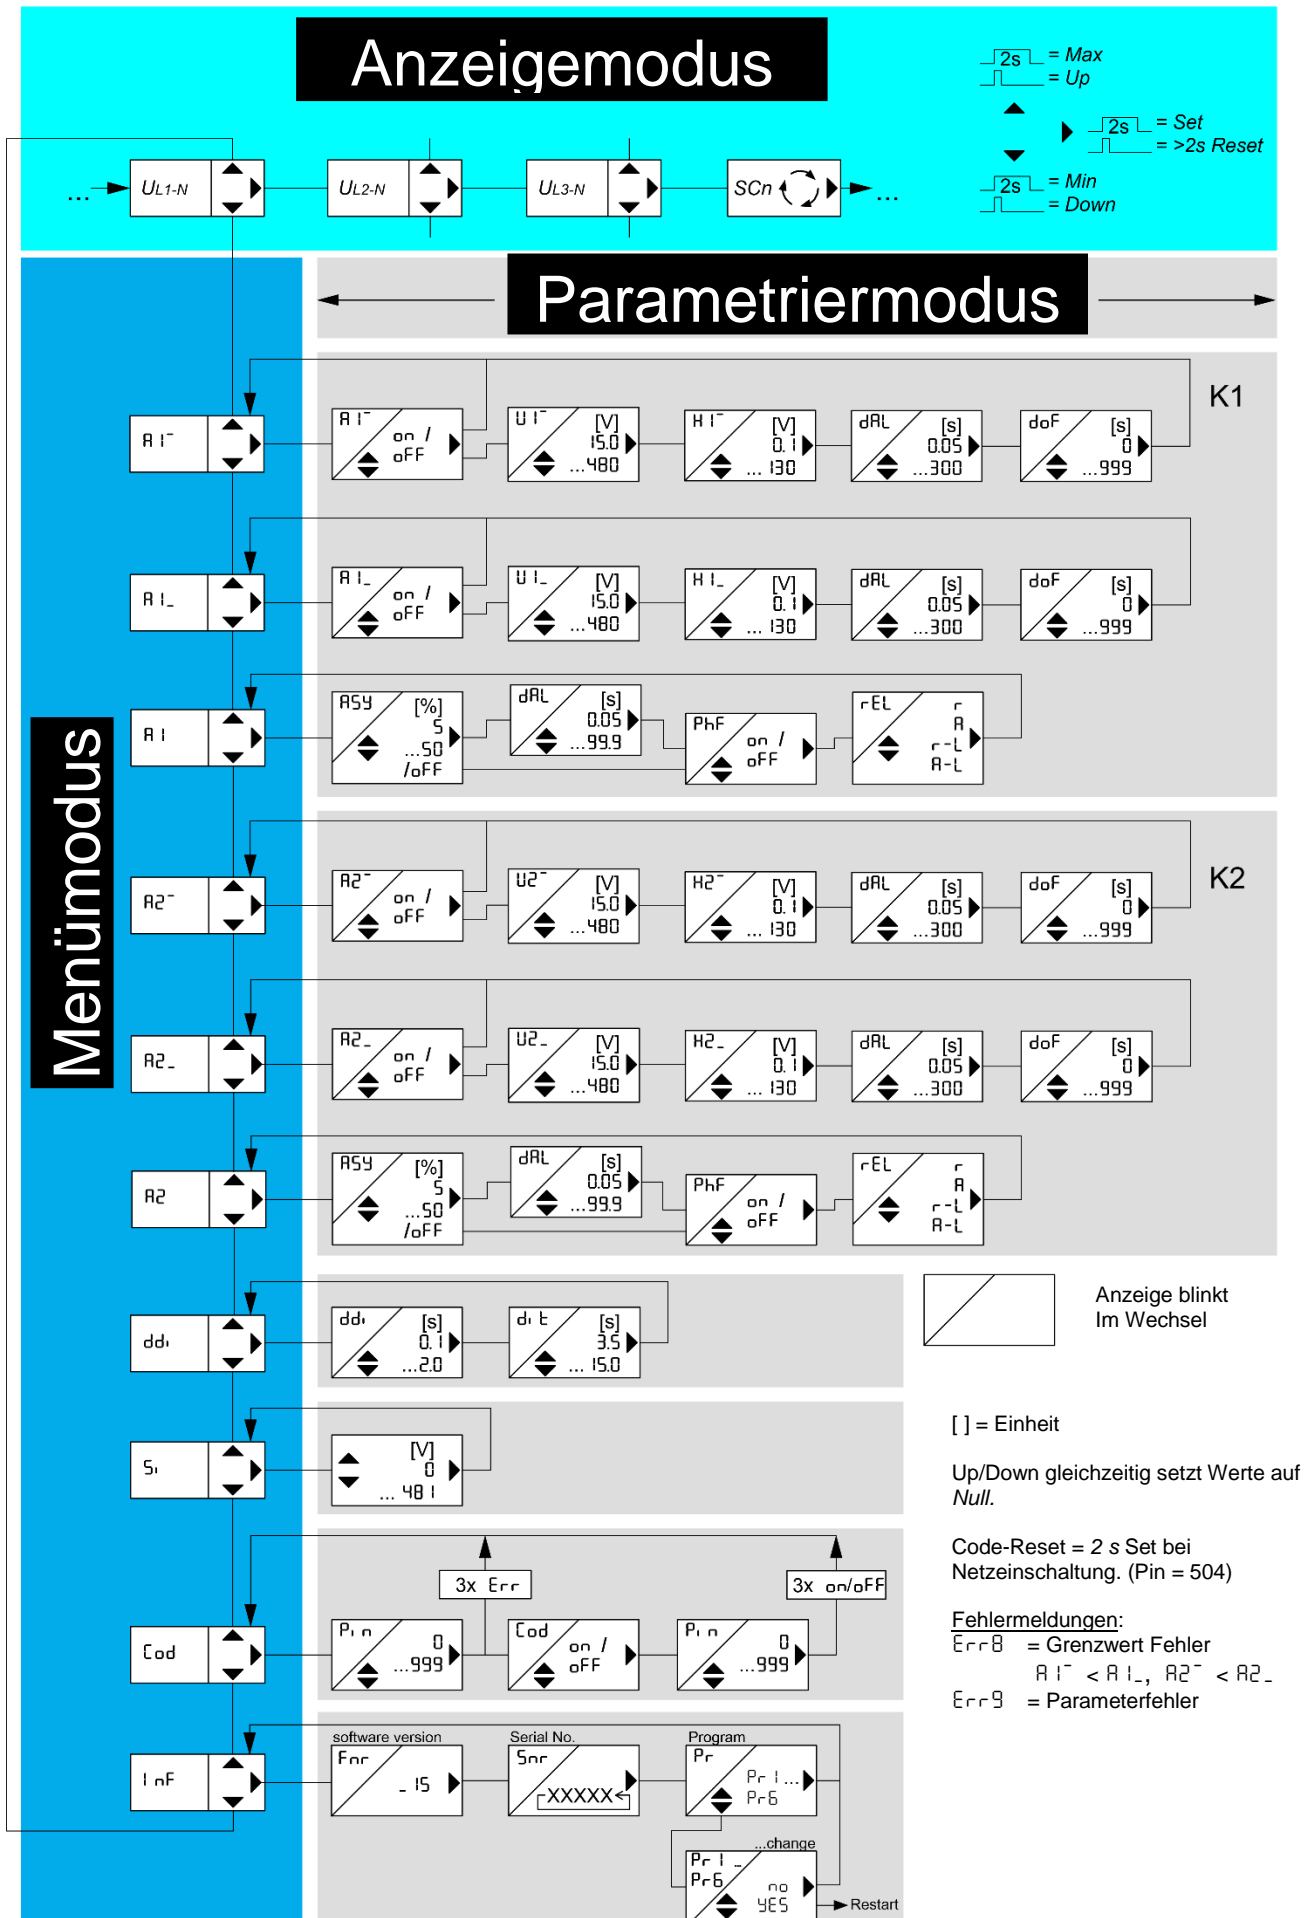 Anzeigemodus
2s = Max
= Up
2s = Set
= >2s Reset
2s = Min
= Down
... UL1-N UL2-N UL3-N SCn ...
Parametriermodus
Menümodus
K1
A1¯ A1¯ on / oFF U1¯ [V] 15.0 ...480 H1¯ [V] 0.1 ...130 dAL [s] 0.05 ...300 doF [s] 0 ...999
A1_ A1_ on / oFF U1_ [V] 15.0 ...480 H1_ [V] 0.1 ...130 dAL [s] 0.05 ...300 doF [s] 0 ...999
A1 ASY [%] 5 ...50 /oFF dAL [s] 0.05 ...99.9 PhF on / oFF rEL r A r-L A-L
K2
A2¯ A2¯ on / oFF U2¯ [V] 15.0 ...480 H2¯ [V] 0.1 ...130 dAL [s] 0.05 ...300 doF [s] 0 ...999
A2_ A2_ on / oFF U2_ [V] 15.0 ...480 H2_ [V] 0.1 ...130 dAL [s] 0.05 ...300 doF [s] 0 ...999
A2 ASY [%] 5 ...50 /oFF dAL [s] 0.05 ...99.9 PhF on / oFF rEL r A r-L A-L
ddi ddi [s] 0.1 ...2.0 dit [s] 3.5 ...15.0
Anzeige blinkt
Im Wechsel
Si [V] 0 ...481
[ ] = Einheit
Up/Down gleichzeitig setzt Werte auf
Null.
Code-Reset = 2 s Set bei
Netzeinschaltung. (Pin = 504)
3x Err 3x on/oFF
Cod Pin 0 ...999 Cod on / oFF Pin 0 ...999
Fehlermeldungen:
Err8 = Grenzwert Fehler
A1¯ < A1_, A2¯ < A2_
Err9 = Parameterfehler
software version Serial No. Program
InF Fnr _15 Snr XXXXX Pr Pr1... Pr6
...change
Pr1 _ Pr6 no YES Restart